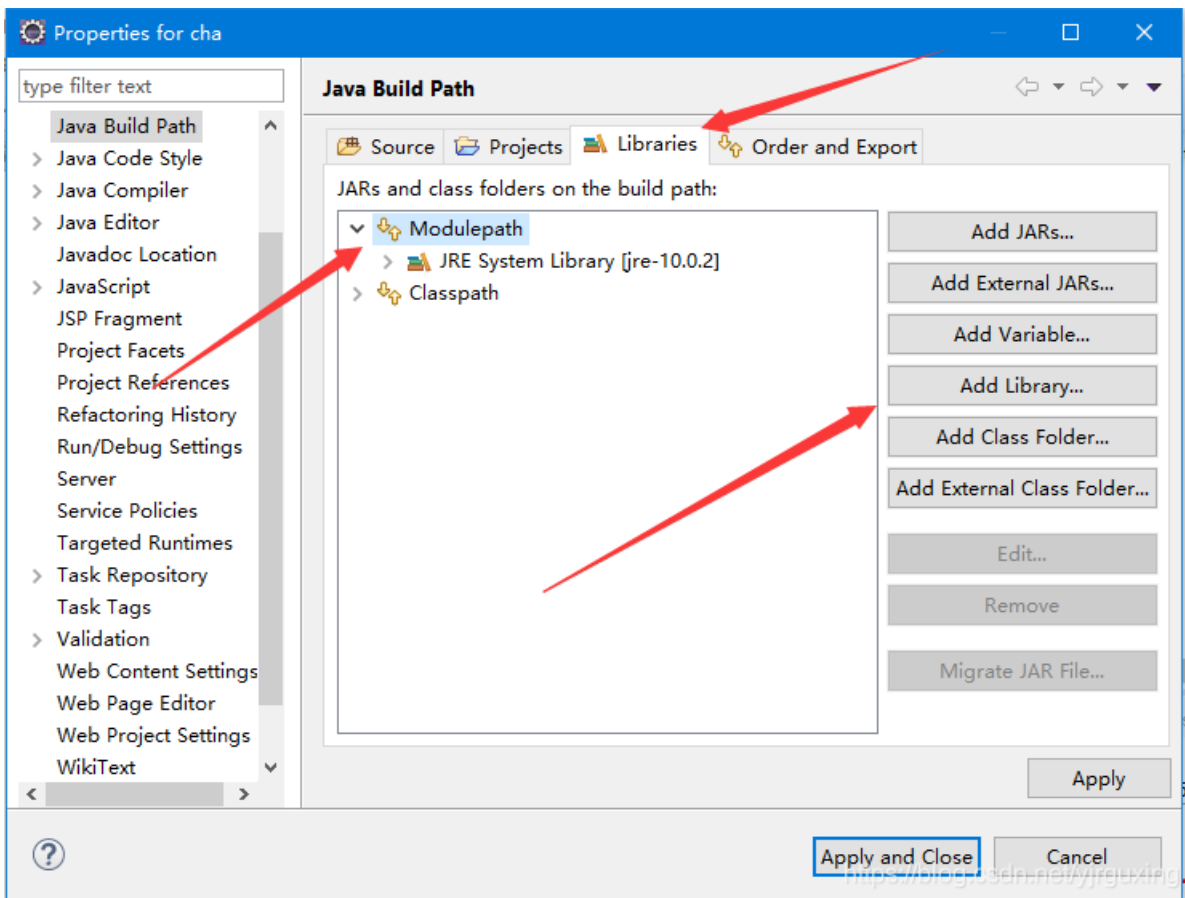 Properties for cha
type filter text
Java Build Path
Java Code Style
Java Compiler
Java Editor
Javadoc Location
JavaScript
JSP Fragment
Project Facets
Project References
Refactoring History
Run/Debug Settings
Server
Service Policies
Targeted Runtimes
Task Repository
Task Tags
Validation
Web Content Settings
Web Page Editor
Web Project Settings
WikiText
Java Build Path
Source Projects Libraries Order and Export
JARs and class folders on the build path:
Modulepath
JRE System Library [jre-10.0.2]
Classpath
Add JARs...
Add External JARs...
Add Variable...
Add Library...
Add Class Folder...
Add External Class Folder...
Edit...
Remove
Migrate JAR File...
Apply
Apply and Close Cancel
https://blog.csdn.net/yjrguxing